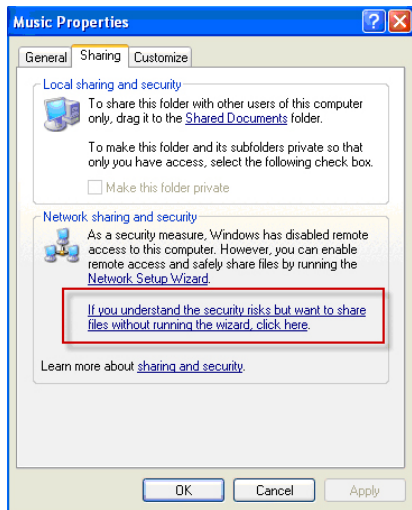 Music Properties
General Sharing Customize
Local sharing and security
To share this folder with other users of this computer
only, drag it to the Shared Documents folder.
To make this folder and its subfolders private so that
only you have access, select the following check box.
Make this folder private
Network sharing and security
As a security measure, Windows has disabled remote
access to this computer. However, you can enable
remote access and safely share files by running the
Network Setup Wizard.
If you understand the security risks but want to share
files without running the wizard, click here.
Learn more about sharing and security.
OK Cancel Apply